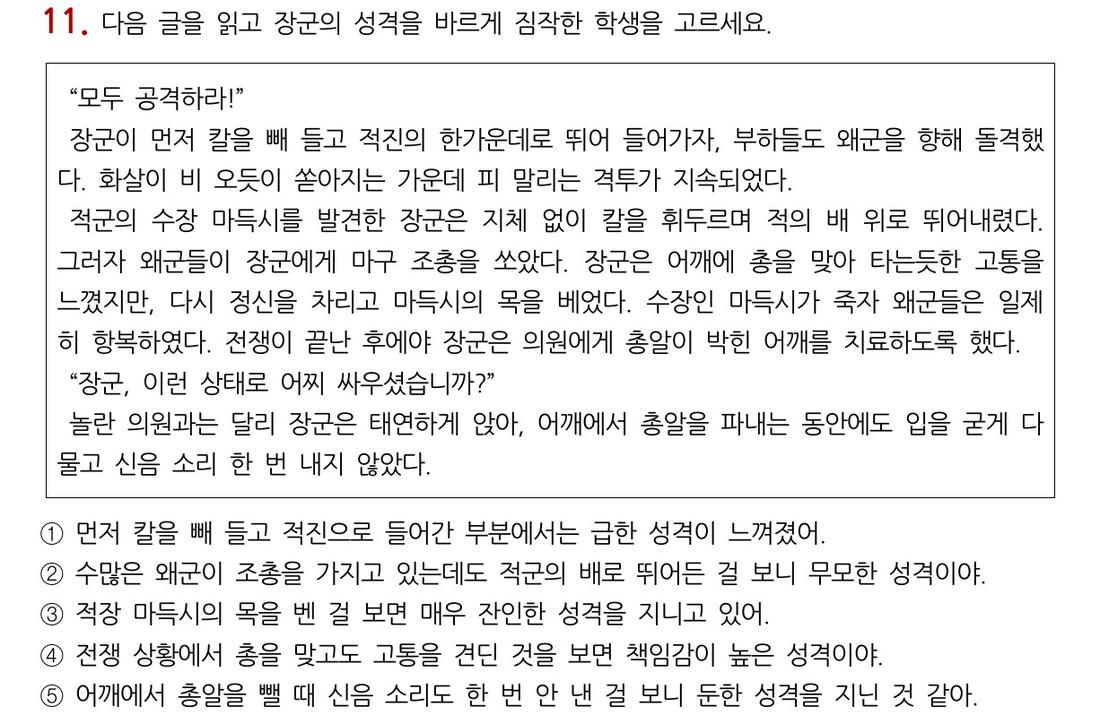 11. 다음 글을 읽고 장군의 성격을 바르게 짐작한 학생을 고르세요.
“모두 공격하라!”
장군이 먼저 칼을 빼 들고 적진의 한가운데로 뛰어 들어가자, 부하들도 왜군을 향해 돌격했
다. 화살이 비 오듯이 쏟아지는 가운데 피 말리는 격투가 지속되었다.
적군의 수장 마득시를 발견한 장군은 지체 없이 칼을 휘두르며 적의 배 위로 뛰어내렸다.
그러자 왜군들이 장군에게 마구 조총을 쏘았다. 장군은 어깨에 총을 맞아 타는듯한 고통을
느꼈지만, 다시 정신을 차리고 마득시의 목을 베었다. 수장인 마득시가 죽자 왜군들은 일제
히 항복하였다. 전쟁이 끝난 후에야 장군은 의원에게 총알이 박힌 어깨를 치료하도록 했다.
“장군, 이런 상태로 어찌 싸우셨습니까?”
놀란 의원과는 달리 장군은 태연하게 앉아, 어깨에서 총알을 파내는 동안에도 입을 굳게 다
물고 신음 소리 한 번 내지 않았다.
① 먼저 칼을 빼 들고 적진으로 들어간 부분에서는 급한 성격이 느껴졌어.
② 수많은 왜군이 조총을 가지고 있는데도 적군의 배로 뛰어든 걸 보니 무모한 성격이야.
③ 적장 마득시의 목을 벤 걸 보면 매우 잔인한 성격을 지니고 있어.
④ 전쟁 상황에서 총을 맞고도 고통을 견딘 것을 보면 책임감이 높은 성격이야.
⑤ 어깨에서 총알을 뺄 때 신음 소리도 한 번 안 낸 걸 보니 둔한 성격을 지닌 것 같아.